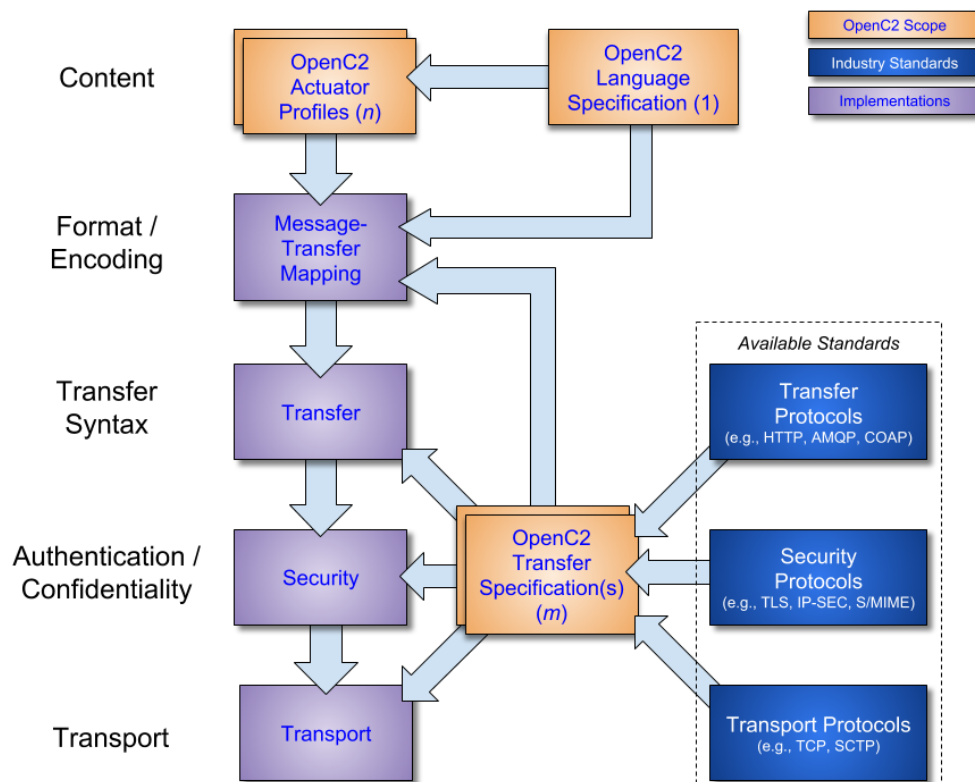 OpenC2 Scope
Industry Standards
Implementations
Content
OpenC2
Actuator
Profiles (n)
OpenC2
Language
Specification (1)
Format /
Encoding
Message-
Transfer
Mapping
Available Standards
Transfer
Syntax
Transfer
Transfer
Protocols
(e.g., HTTP, AMQP, COAP)
Authentication /
Confidentiality
Security
OpenC2
Transfer
Specification(s)
(m)
Security
Protocols
(e.g., TLS, IP-SEC, S/MIME)
Transport
Transport
Transport Protocols
(e.g., TCP, SCTP)